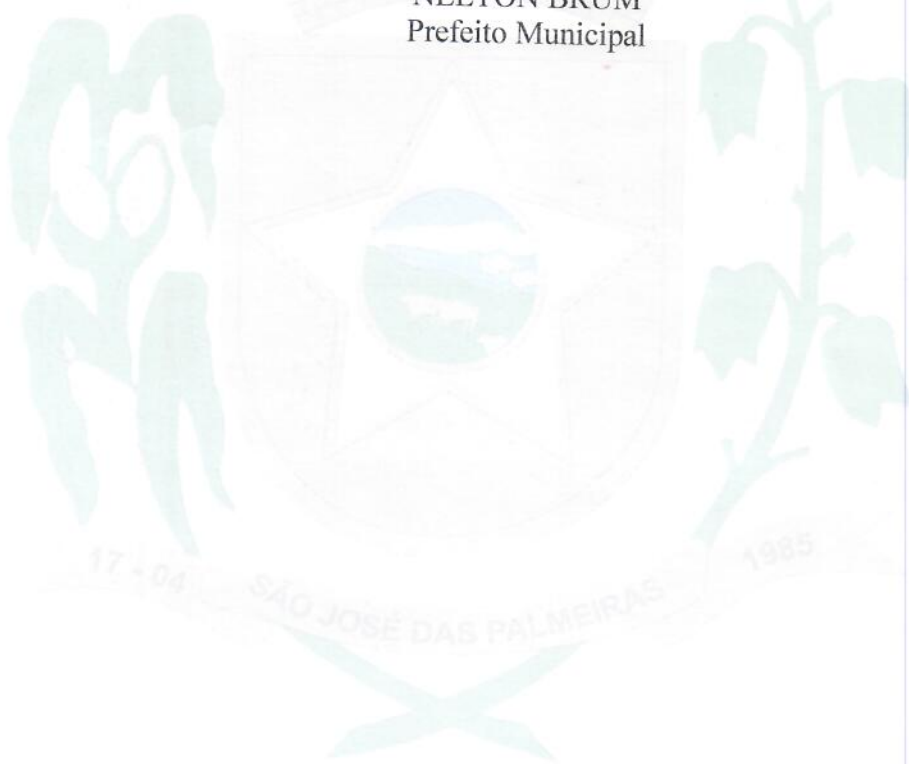 NELTON BRUM
Prefeito Municipal
17 - 04 SÃO JOSÉ DAS PALMEIRAS 1985